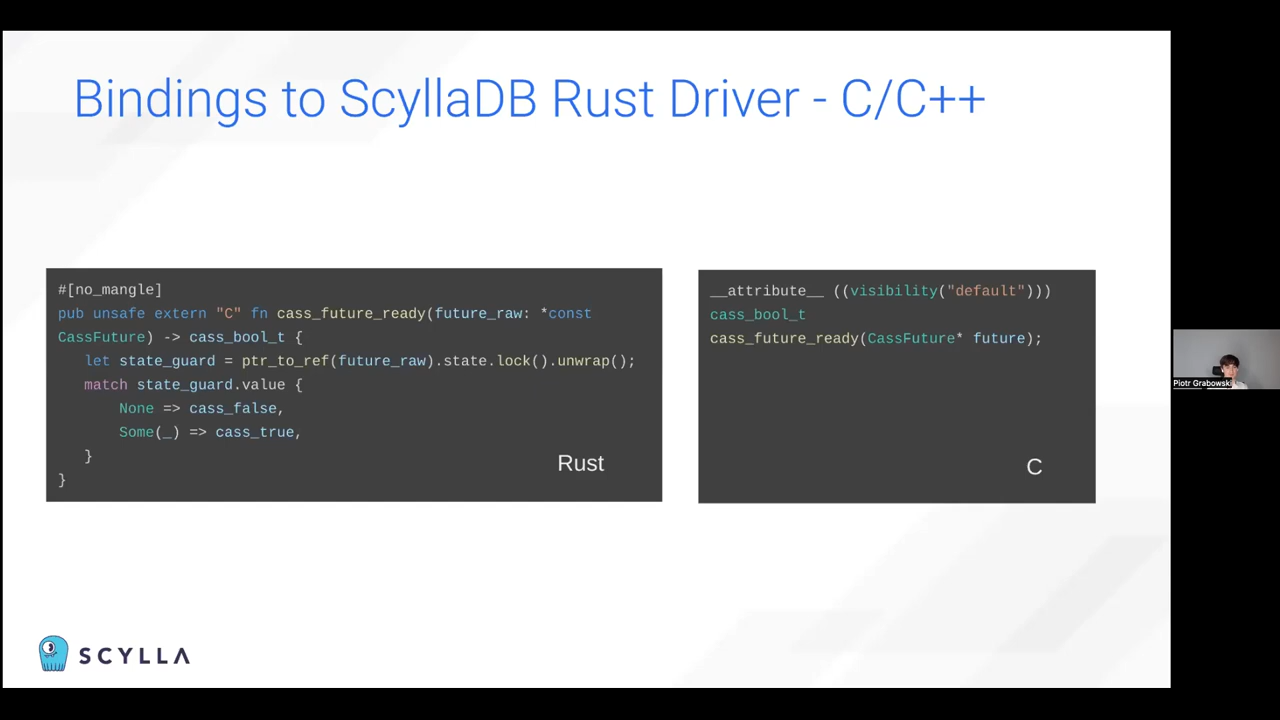 Bindings to ScyllaDB Rust Driver - C/C++
#[no_mangle]
pub unsafe extern "C" fn cass_future_ready(future_raw: *const
CassFuture) -> cass_bool_t {
let state_guard = ptr_to_ref(future_raw).state.lock().unwrap();
match state_guard.value {
None => cass_false,
Some(_) => cass_true,
}
}
Rust
__attribute__ ((visibility("default")))
cass_bool_t
cass_future_ready(CassFuture* future);
C
Piotr Grabowski
SCYLLA